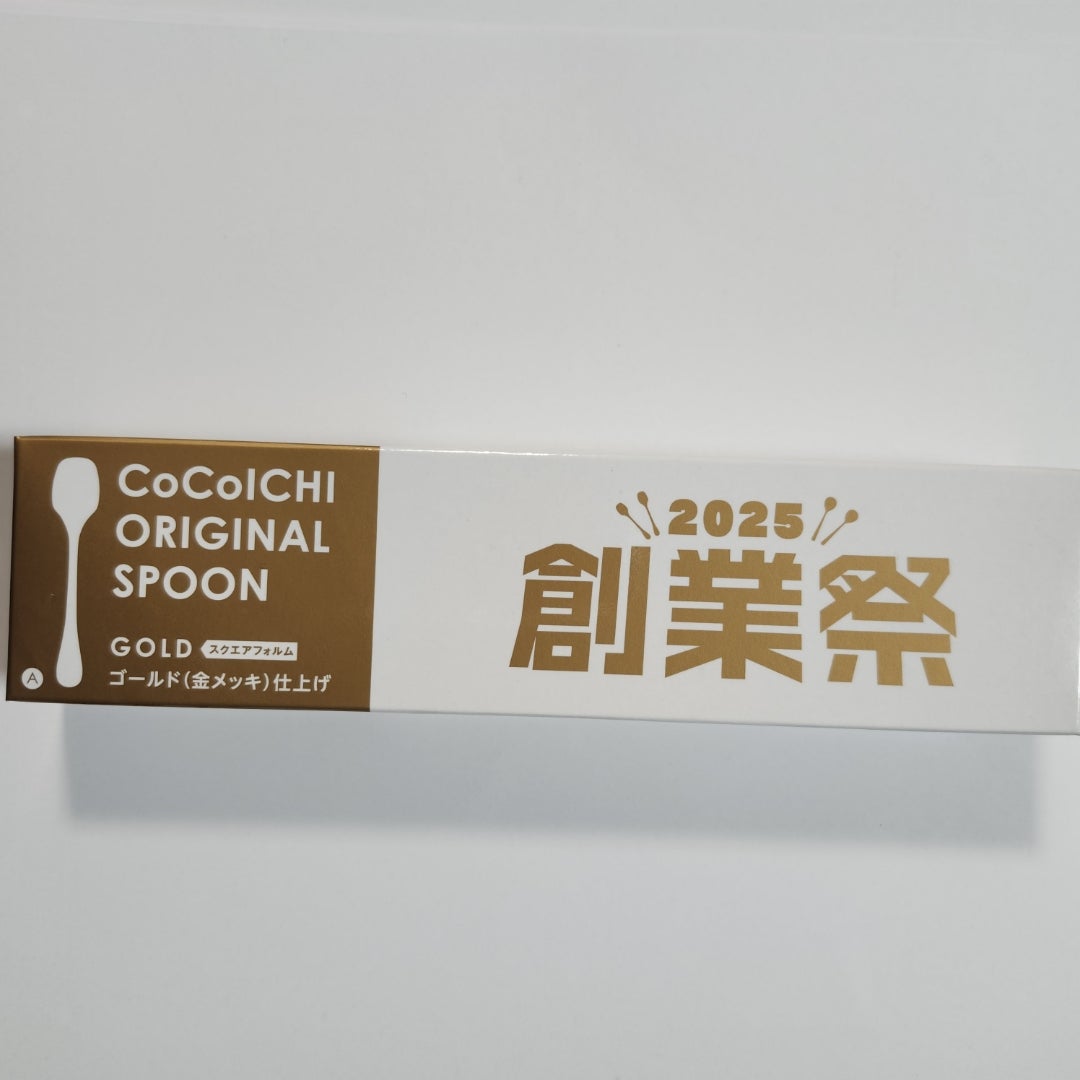 CoCoICHI
ORIGINAL
SPOON
GOLD スクエアフォルム
ゴールド(金メッキ)仕上げ
A
2025
創業祭